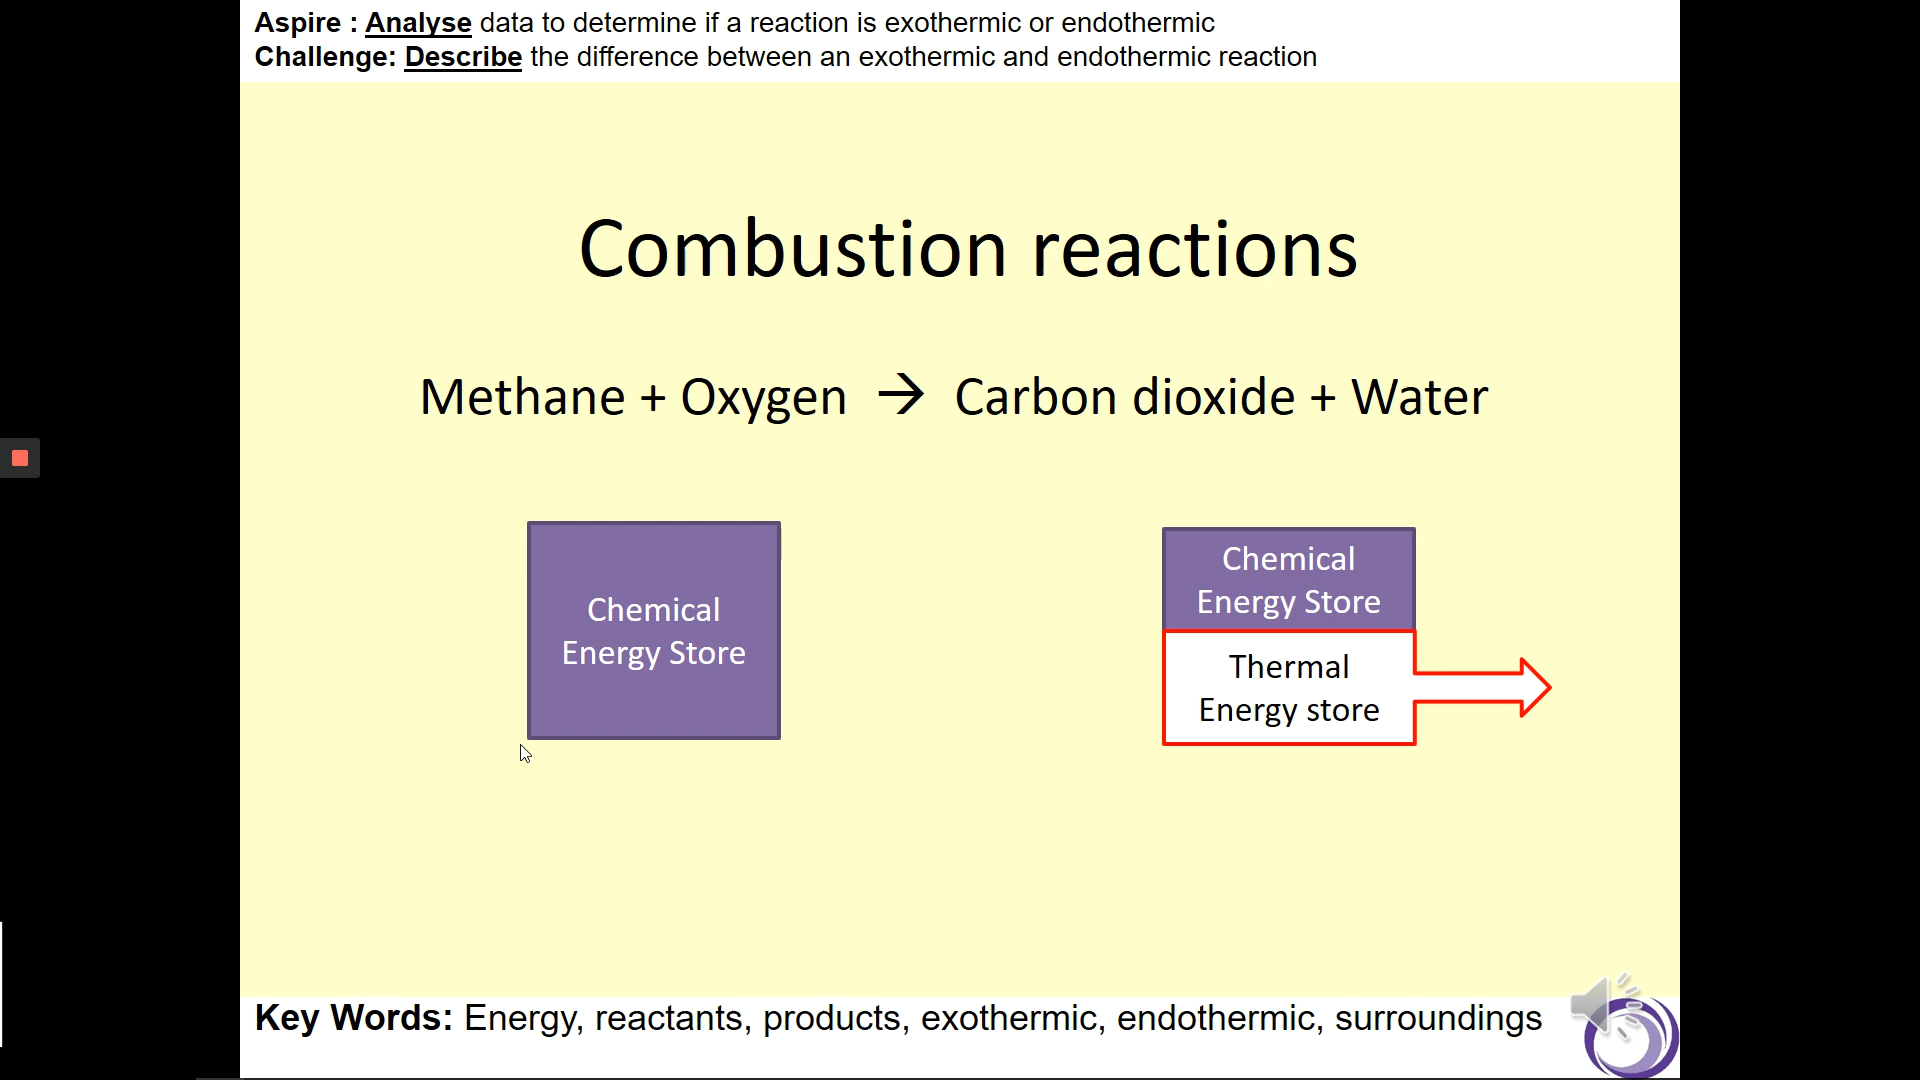 Aspire : Analyse data to determine if a reaction is exothermic or endothermic
Challenge: Describe the difference between an exothermic and endothermic reaction
Combustion reactions
Methane + Oxygen → Carbon dioxide + Water
Chemical
Energy Store
Chemical
Energy Store
Thermal
Energy store
Key Words: Energy, reactants, products, exothermic, endothermic, surroundings